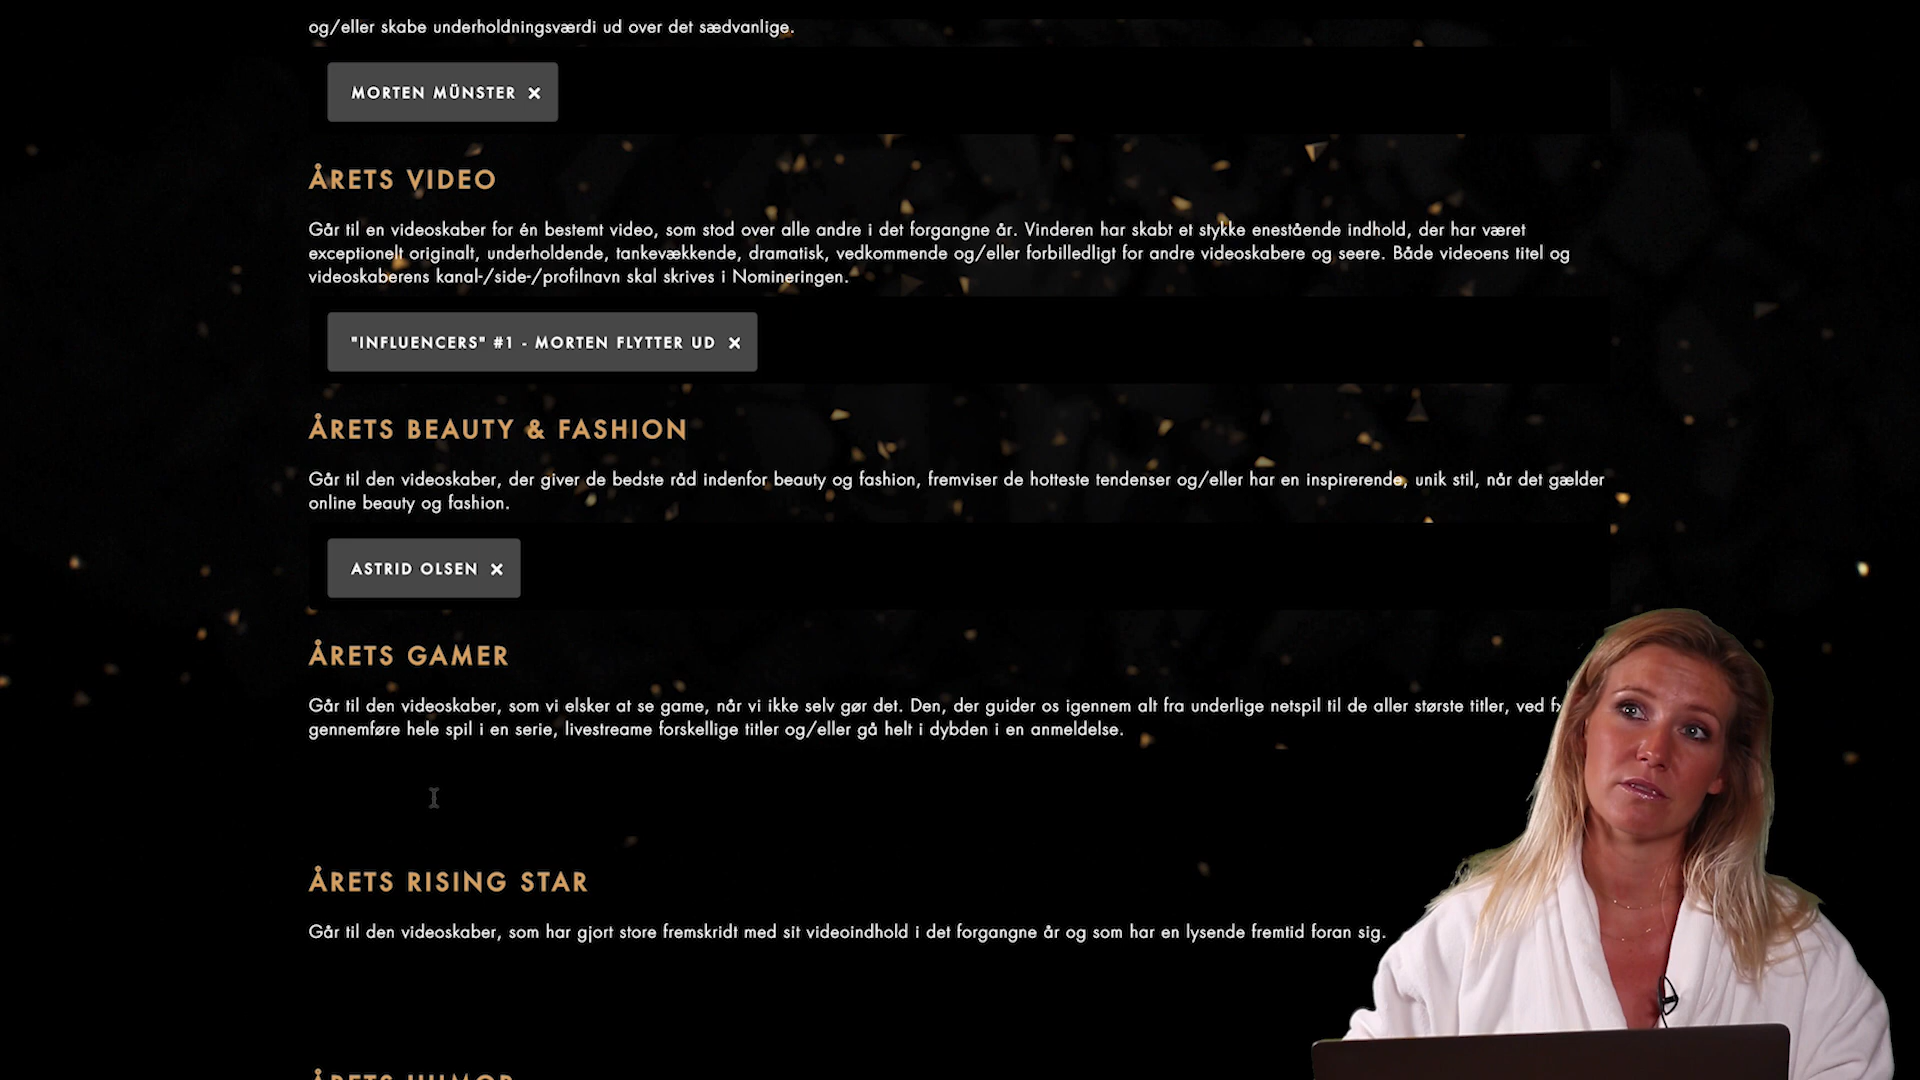 og/eller skabe underholdningsværdi ud over det sædvanlige.
MORTEN MÜNSTER ×
ÅRETS VIDEO
Går til en videoskaber for én bestemt video, som stod over alle andre i det forgangne år. Vinderen har skabt et stykke enestående indhold, der har været
exceptionelt originalt, underholdende, tankevækkende, dramatisk, vedkommende og/eller forbilledligt for andre videoskabere og seere. Både videoens titel og
videoskaberens kanal-/side-/profilnavn skal skrives i Nomineringen.
"INFLUENCERS" #1 - MORTEN FLYTTER UD ×
ÅRETS BEAUTY & FASHION
Går til den videoskaber, der giver de bedste råd indenfor beauty og fashion, fremviser de hotteste tendenser og/eller har en inspirerende, unik stil, når det gælder
online beauty og fashion.
ASTRID OLSEN ×
ÅRETS GAMER
Går til den videoskaber, som vi elsker at se game, når vi ikke selv gør det. Den, der guider os igennem alt fra underlige netspil til de aller største titler, ved
gennemføre hele spil i en serie, livestreame forskellige titler og/eller gå helt i dybden i en anmeldelse.
ÅRETS RISING STAR
Går til den videoskaber, som har gjort store fremskridt med sit videoindhold i det forgangne år og som har en lysende fremtid foran sig.
ÅRETS HUMOR